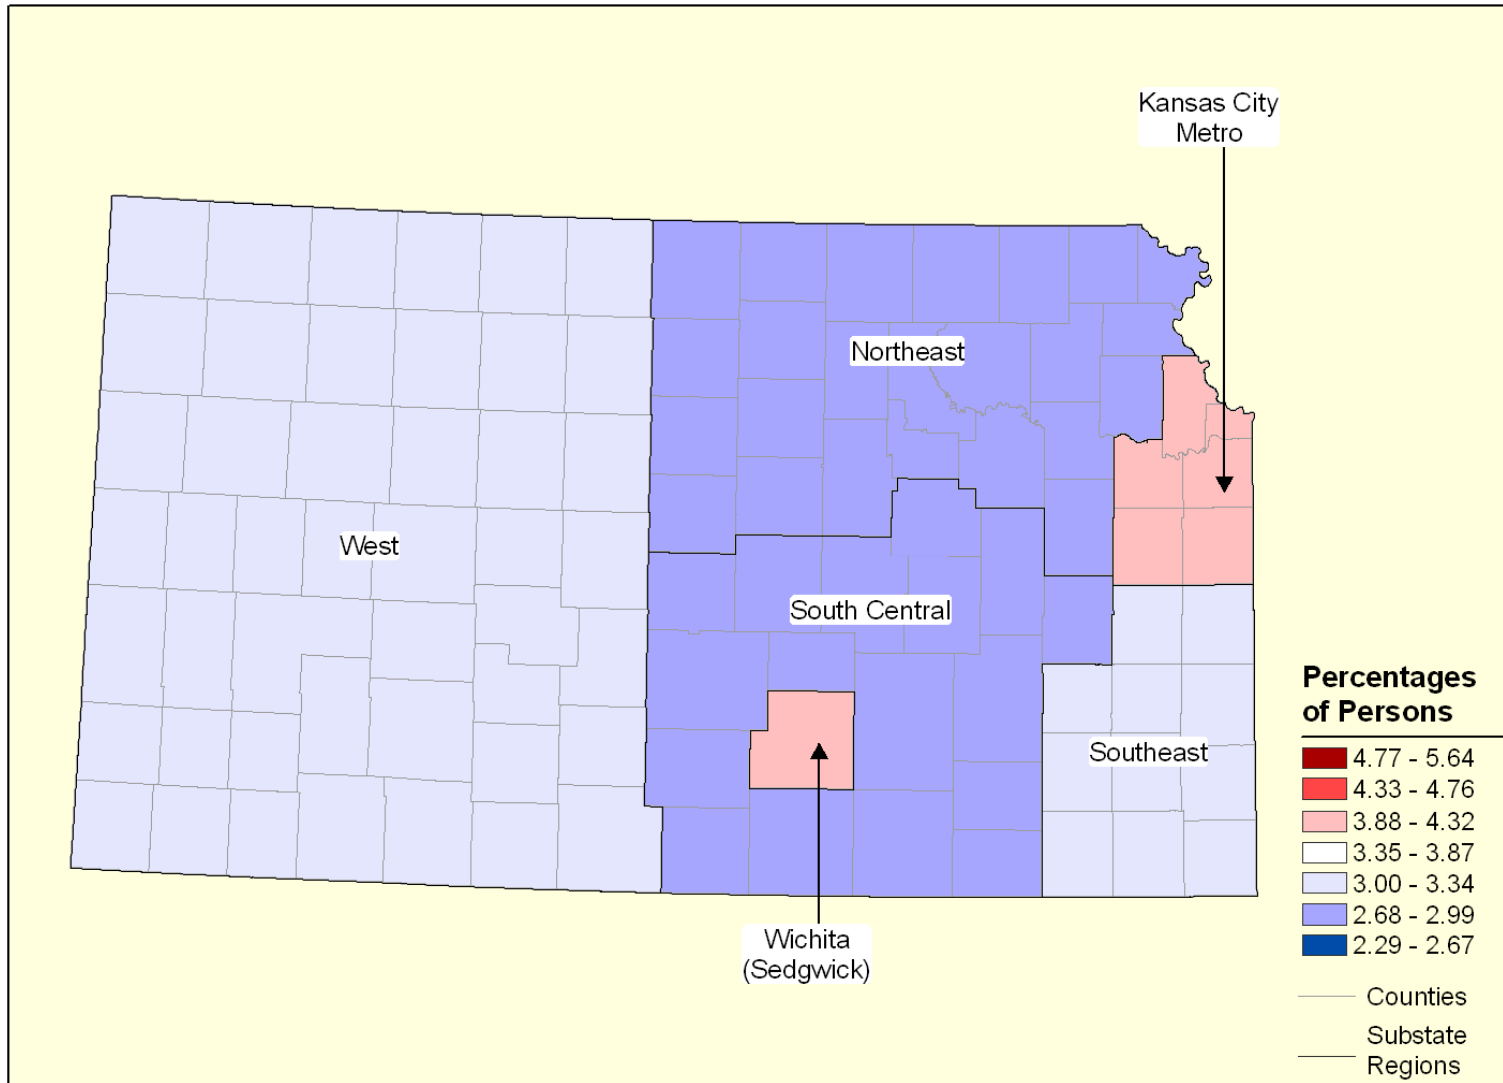 Kansas City
Metro
Northeast
West
South Central
Southeast
Wichita
(Sedgwick)
Percentages
of Persons
4.77 - 5.64
4.33 - 4.76
3.88 - 4.32
3.35 - 3.87
3.00 - 3.34
2.68 - 2.99
2.29 - 2.67
Counties
Substate
Regions